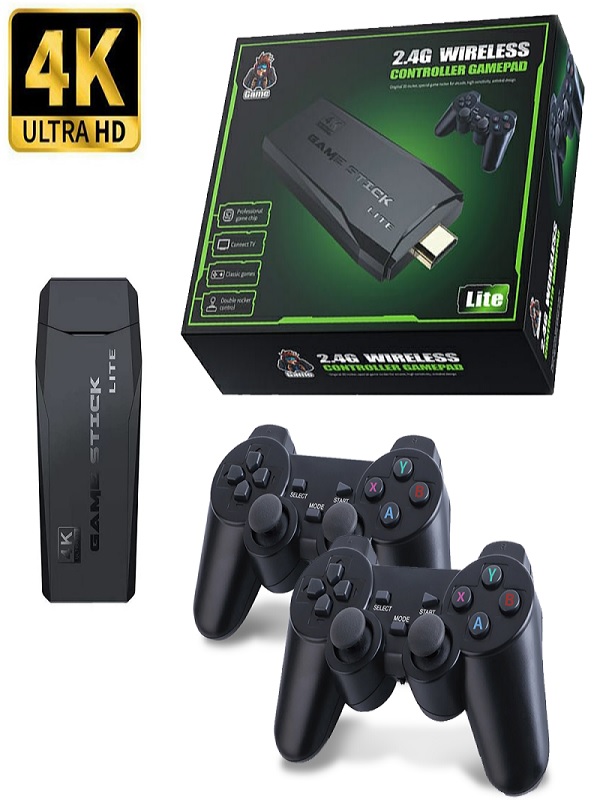 4K
ULTRA HD
Game
2.4G WIRELESS
CONTROLLER GAMEPAD
4K
GAME STICK
LITE
Professional
game chip
Connect TV
Classic games
Double rocker
control
Lite
Game
2.4G WIRELESS
CONTROLLER GAMEPAD
4K
GAME STICK
LITE
SELECT
MODE
START
Y
X
B
A
SELECT
MODE
START
Y
X
B
A